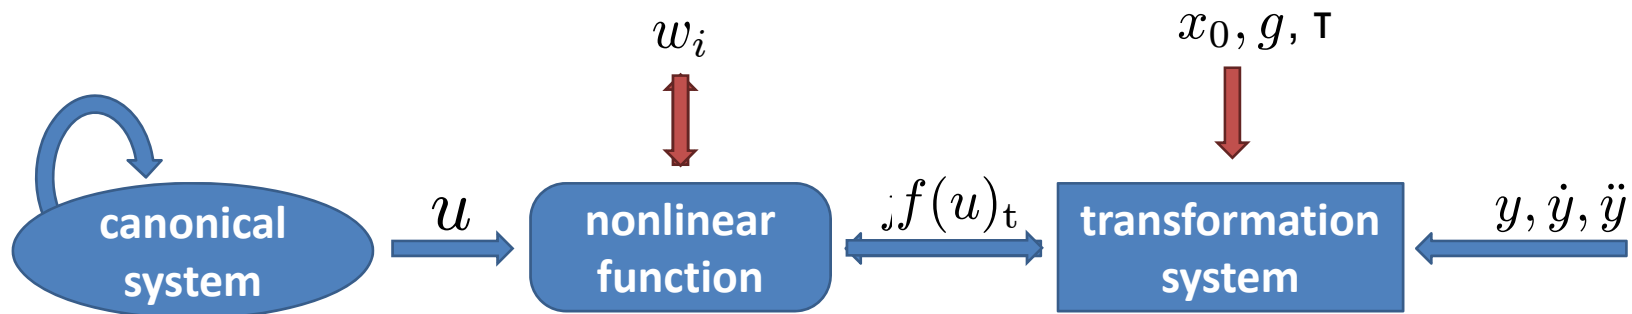 w_i
x_0, g, τ
canonical
system
u
nonlinear
function
f(u)_t
transformation
system
y, ẏ, ÿ